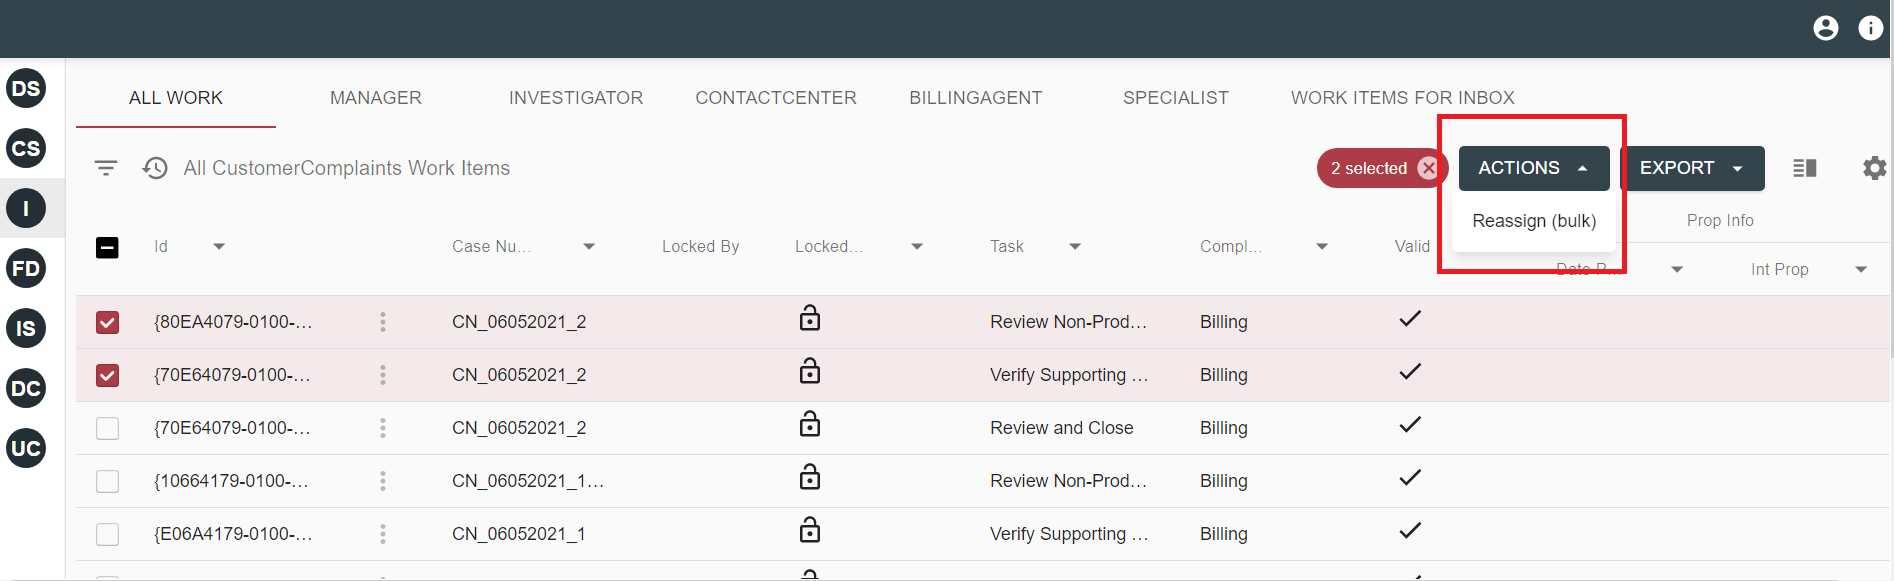 DS
CS
I
FD
IS
DC
UC
ALL WORK MANAGER INVESTIGATOR CONTACTCENTER BILLINGAGENT SPECIALIST WORK ITEMS FOR INBOX
All CustomerComplaints Work Items 2 selected ACTIONS EXPORT
Reassign (bulk) Prop Info
Id Case Nu... Locked By Locked... Task Compl... Valid
Date P... Int Prop
{80EA4079-0100-... CN_06052021_2 Review Non-Prod... Billing
{70E64079-0100-... CN_06052021_2 Verify Supporting ... Billing
{70E64079-0100-... CN_06052021_2 Review and Close Billing
{10664179-0100-... CN_06052021_1... Review Non-Prod... Billing
{E06A4179-0100-... CN_06052021_1 Verify Supporting ... Billing